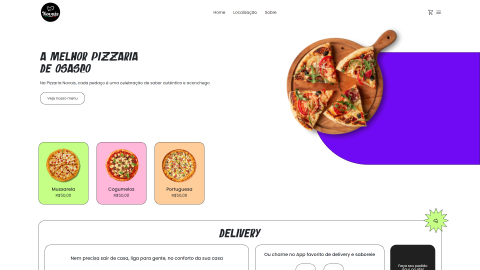 Novais
Home Localização Sobre
A MELHOR PIZZARIA
DE OSASCO
Na Pizzaria Novais, cada pedaço é uma celebração de sabor autêntico e aconchego
Veja nosso menu
Mussarela
R$50,00
Cogumelos
R$50,00
Portuguesa
R$50,00
DELIVERY
Nem precisa sair de casa, liga para gente, no conforto da sua casa
Ou chame no App favorito de delivery e saboreie
Faça seu pedido